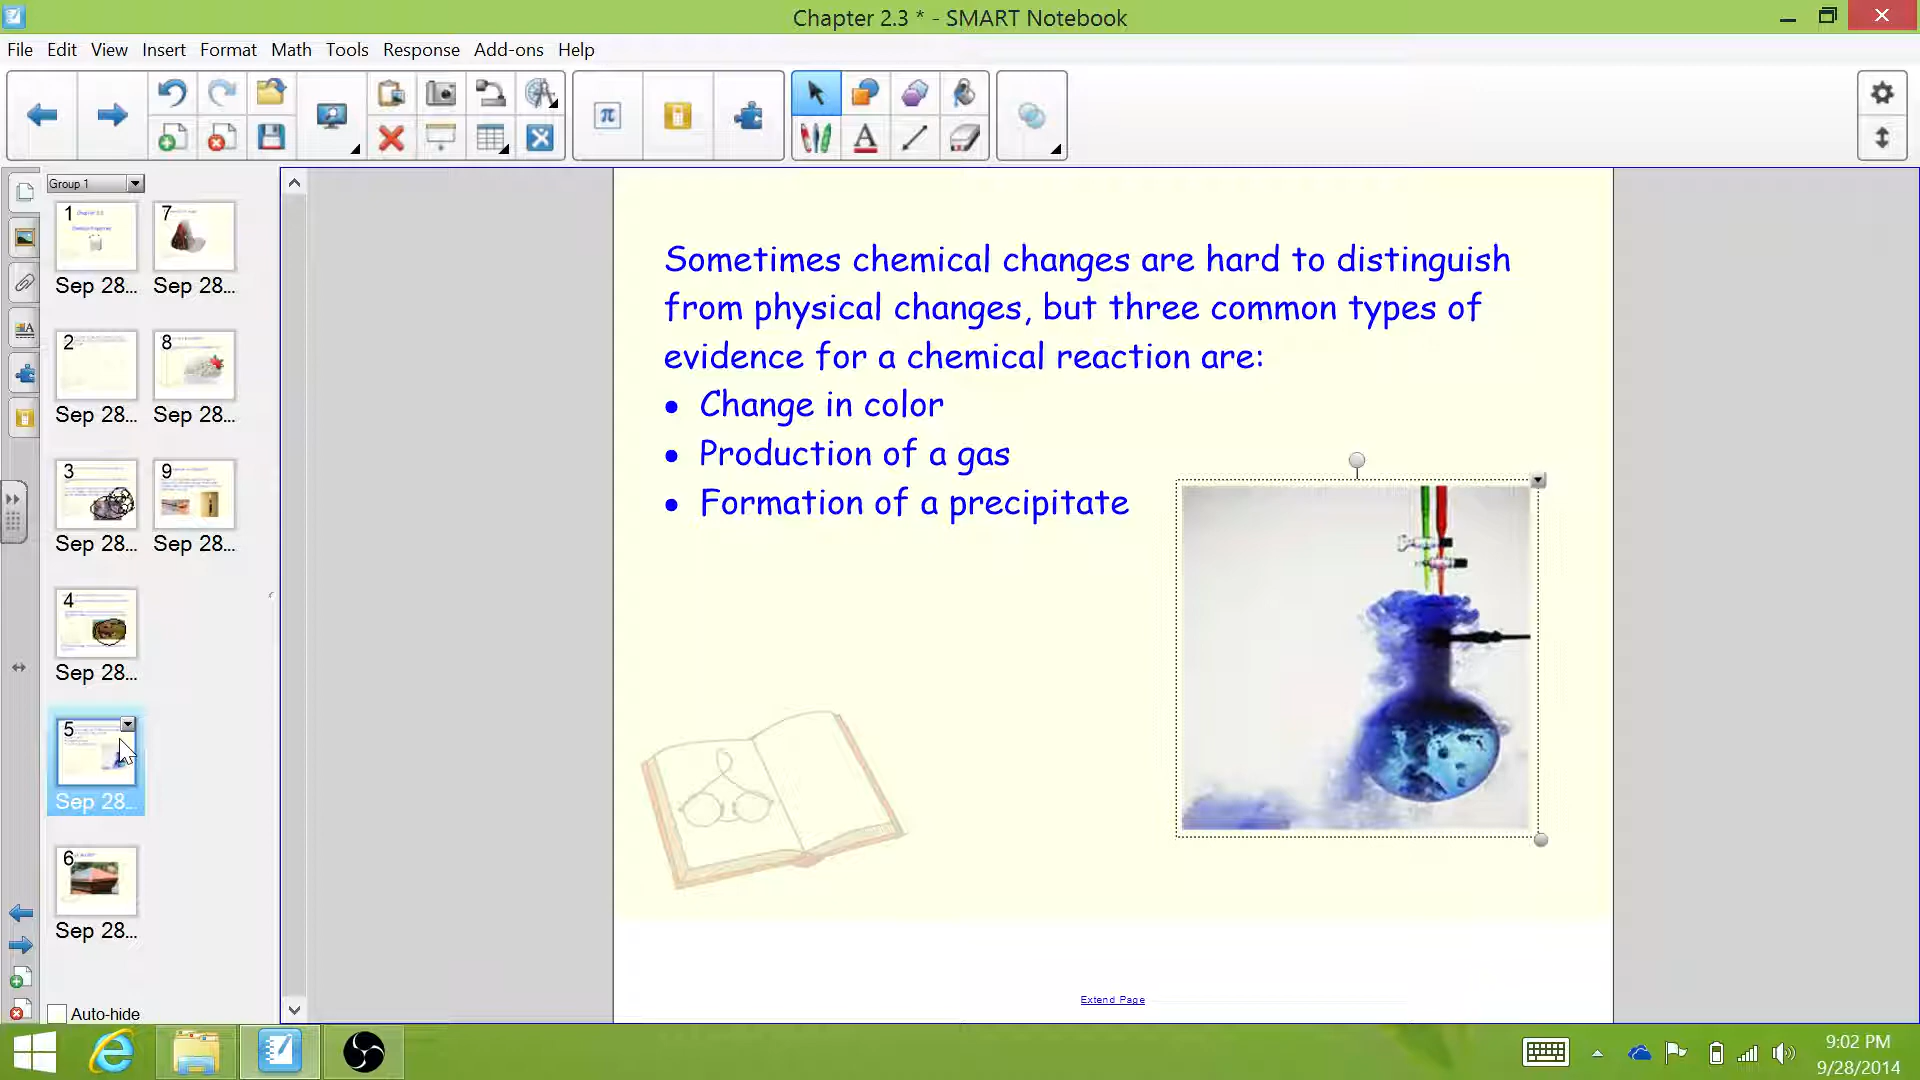 Chapter 2.3 * - SMART Notebook
File Edit View Insert Format Math Tools Response Add-ons Help
π
A
Group 1
1
7
Sep 28... Sep 28...
2
8
Sep 28... Sep 28...
3
9
Sep 28... Sep 28...
4
Sep 28...
5
Sep 28...
6
Sep 28...
Auto-hide
Sometimes chemical changes are hard to distinguish
from physical changes, but three common types of
evidence for a chemical reaction are:
• Change in color
• Production of a gas
• Formation of a precipitate
Extend Page
9:02 PM
9/28/2014